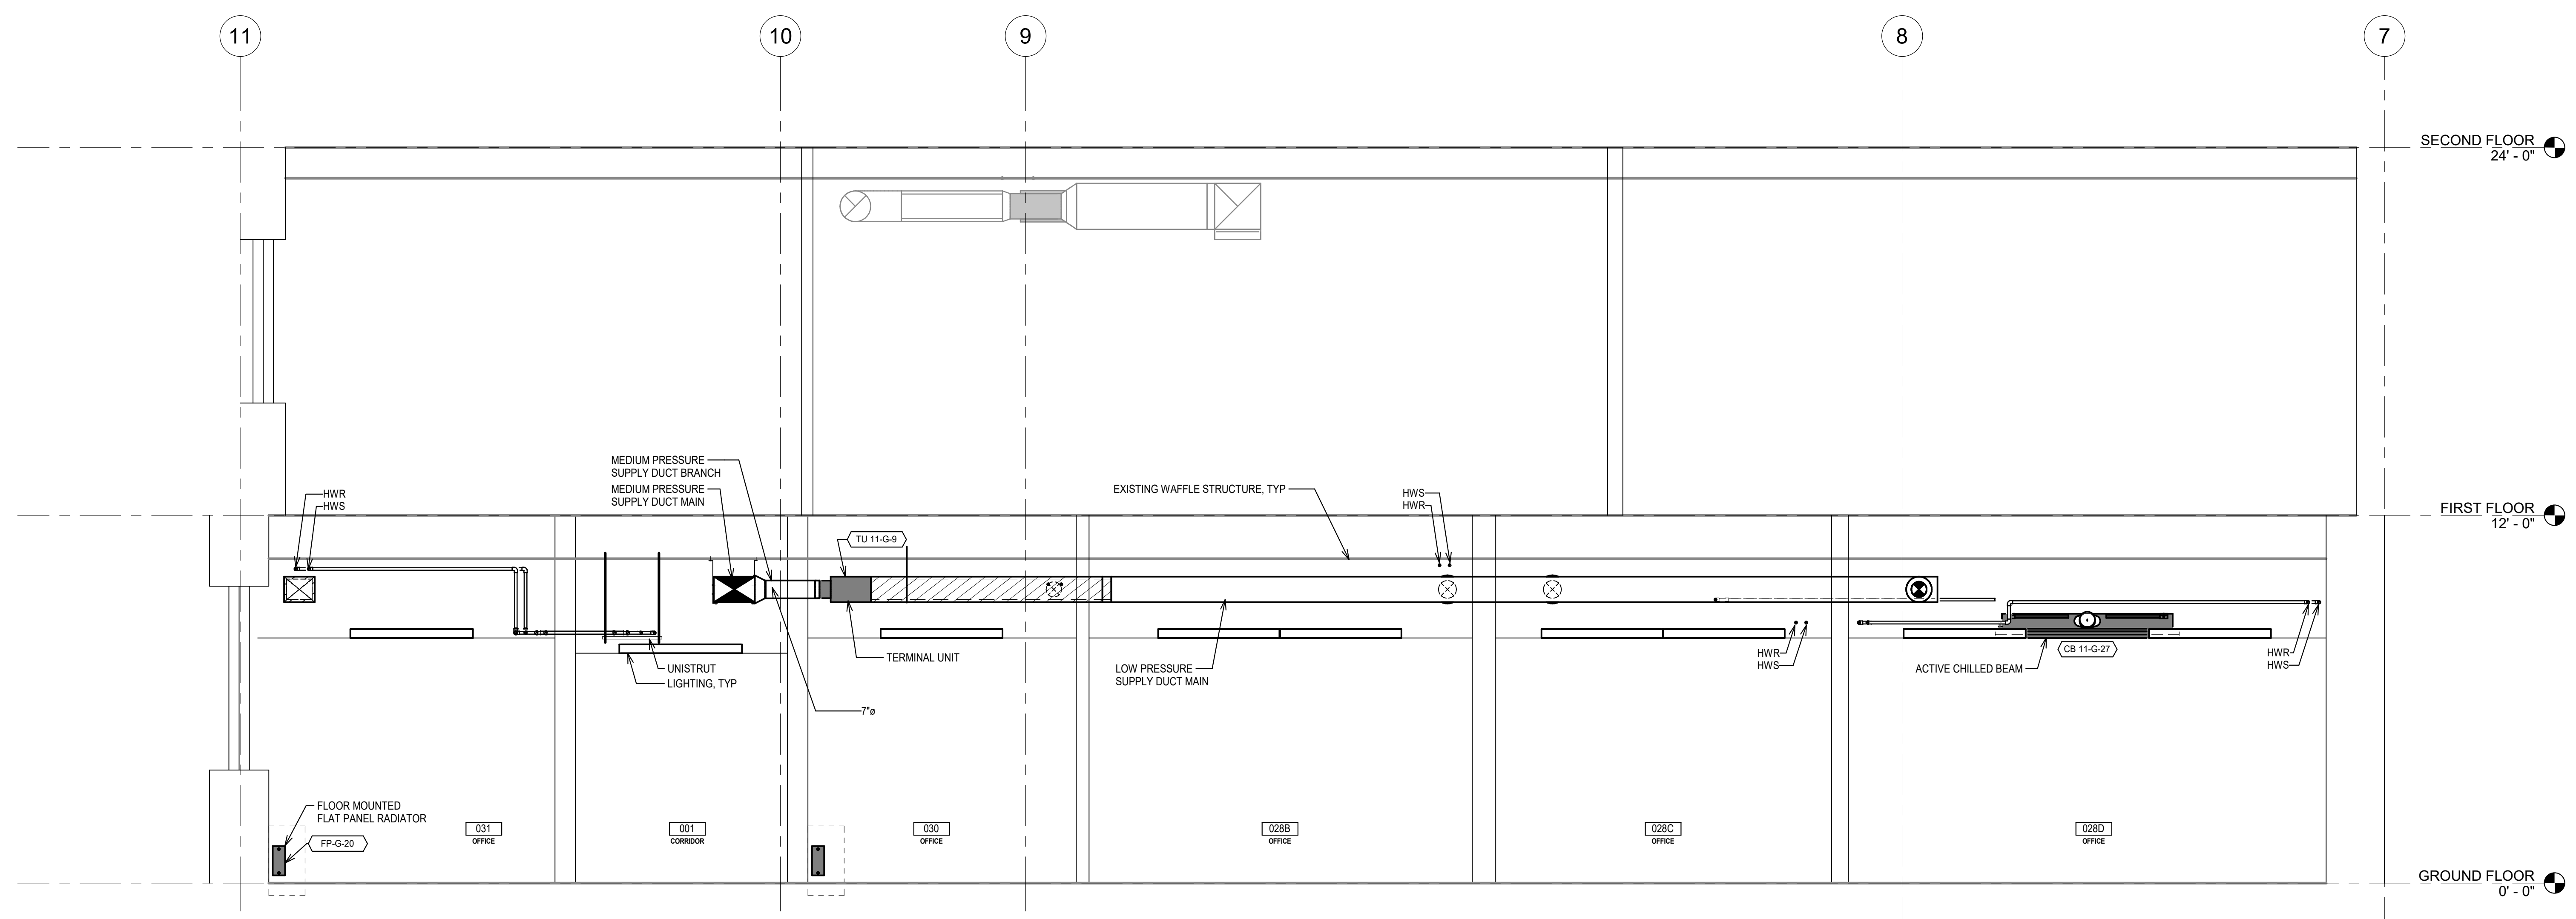 11
10
9
8
7
SECOND FLOOR
24' - 0"
MEDIUM PRESSURE
SUPPLY DUCT BRANCH
MEDIUM PRESSURE
SUPPLY DUCT MAIN
HWR
HWS
EXISTING WAFFLE STRUCTURE, TYP
HWS
HWR
FIRST FLOOR
12' - 0"
TU 11-G-9
UNISTRUT
LIGHTING, TYP
TERMINAL UNIT
LOW PRESSURE
SUPPLY DUCT MAIN
HWR
HWS
ACTIVE CHILLED BEAM
CB 11-G-27
HWR
HWS
7"ø
FLOOR MOUNTED
FLAT PANEL RADIATOR
FP-G-20
031
OFFICE
001
CORRIDOR
030
OFFICE
028B
OFFICE
028C
OFFICE
028D
OFFICE
GROUND FLOOR
0' - 0"